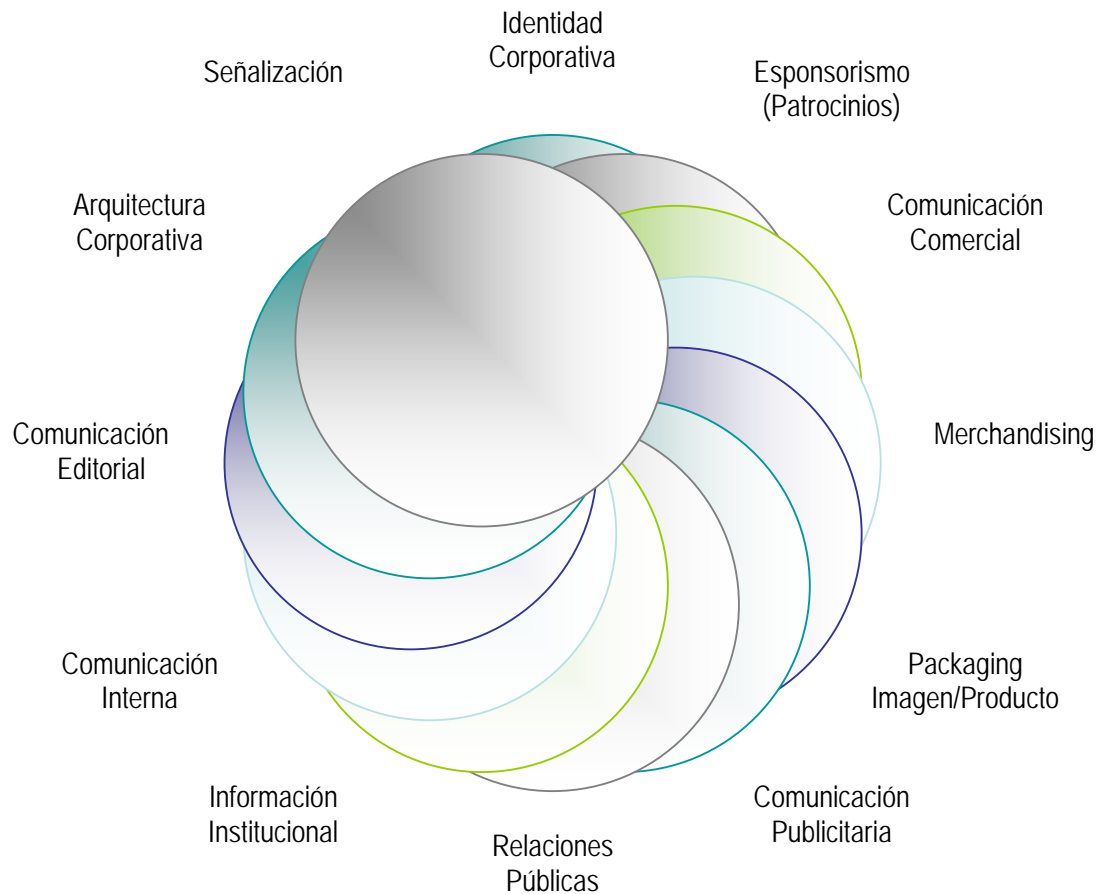 Identidad
Corporativa
Esponsorismo
(Patrocinios)
Comunicación
Comercial
Merchandising
Packaging
Imagen/Producto
Comunicación
Publicitaria
Relaciones
Públicas
Información
Institucional
Comunicación
Interna
Comunicación
Editorial
Arquitectura
Corporativa
Señalización